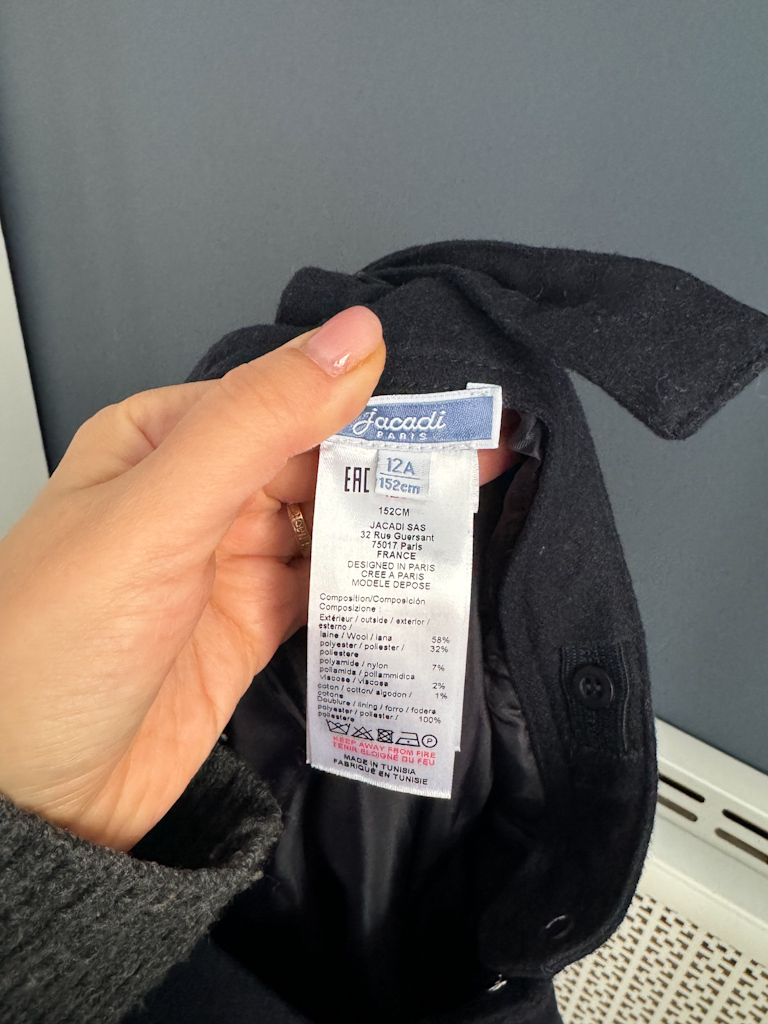 Jacadi
PARIS
EAC
12A
152cm
152CM
JACADI SAS
32 Rue Guersant
75017 Paris
FRANCE
DESIGNED IN PARIS
CREE A PARIS
MODELE DEPOSE
Composition/Composición
Composizione :
Extérieur / outside / exterior /
esterno /
laine / Wool / lana 58%
polyester / poliester / 32%
poliestere
polyamide / nylon 7%
poliamida / poliammidica
viscose / viscosa 2%
coton / cotton/ algodon / 1%
cotone
Doublure / lining / forro / fodera
polyester / poliester / 100%
poliestere
P
KEEP AWAY FROM FIRE
TENIR ELOIGNE DU FEU
MADE IN TUNISIA
FABRIQUÉ EN TUNISIE